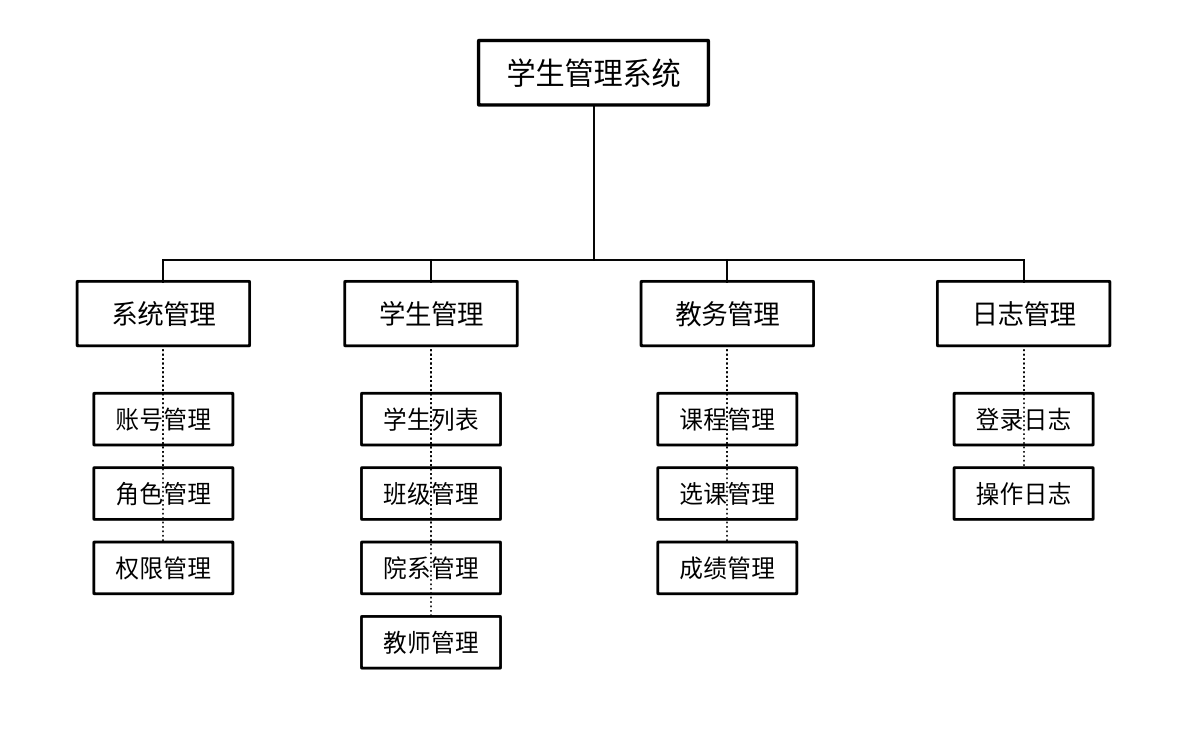 学生管理系统
系统管理
学生管理
教务管理
日志管理
账号管理
学生列表
课程管理
登录日志
角色管理
班级管理
选课管理
操作日志
权限管理
院系管理
成绩管理
教师管理